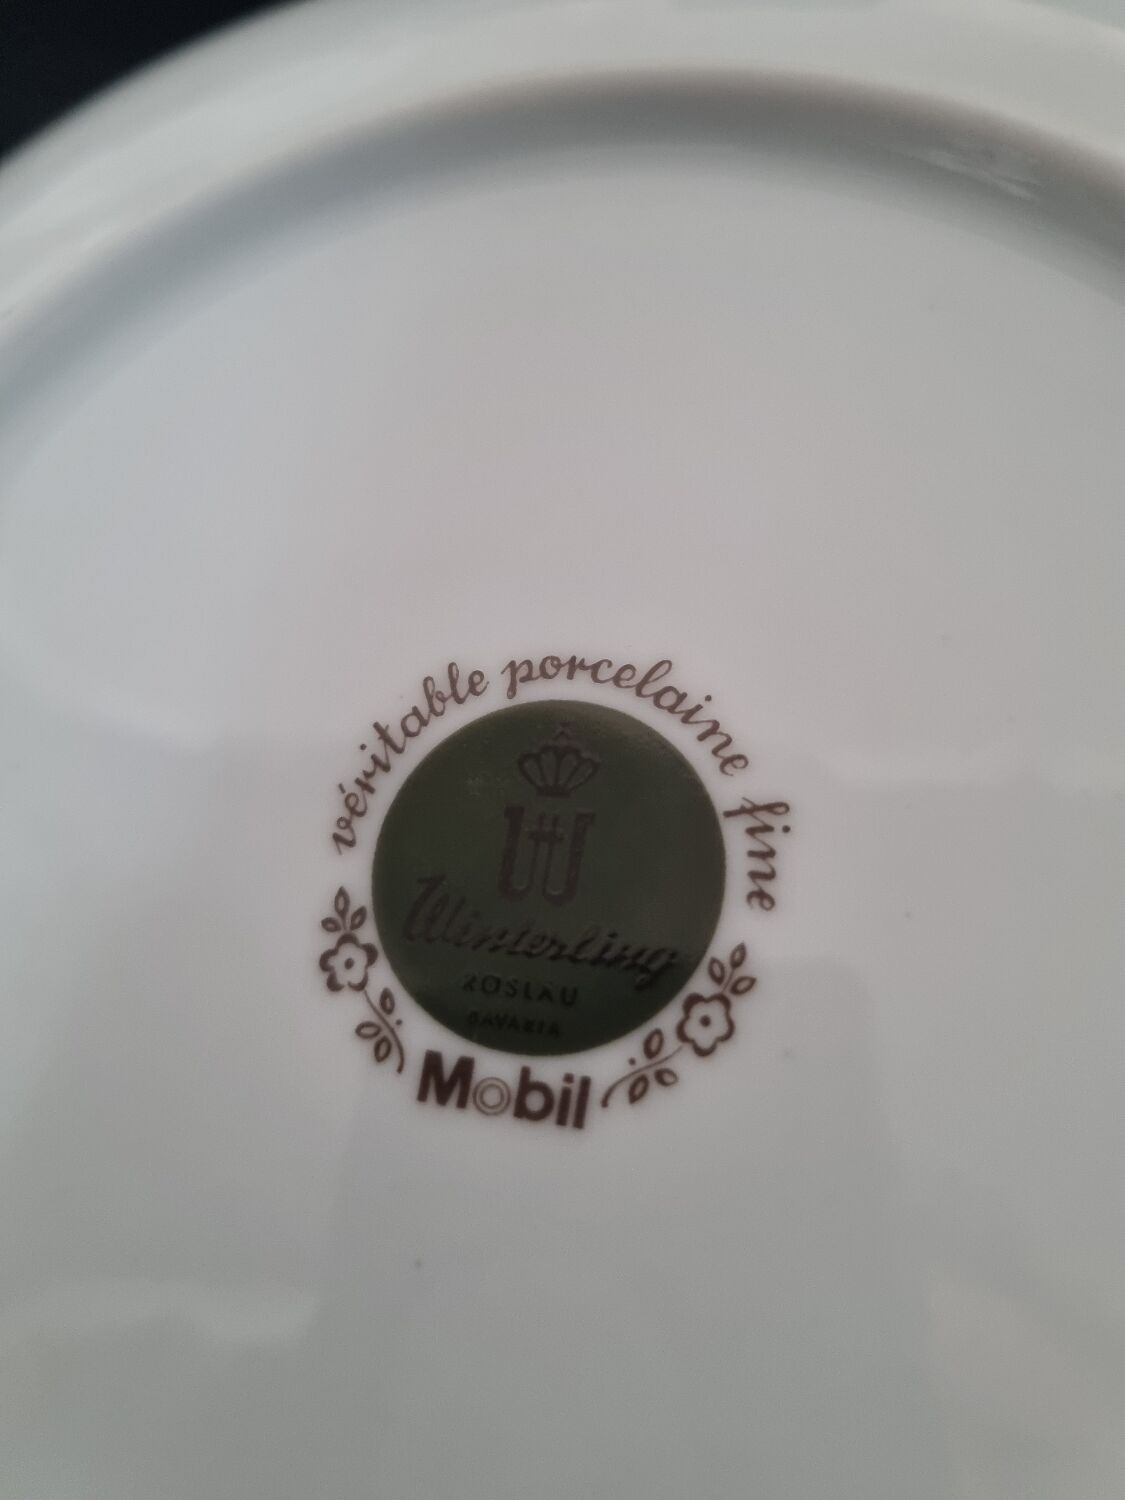 véritable porcelaine fine
Winterling
RÖSLAU
BAVARIA
Mobil